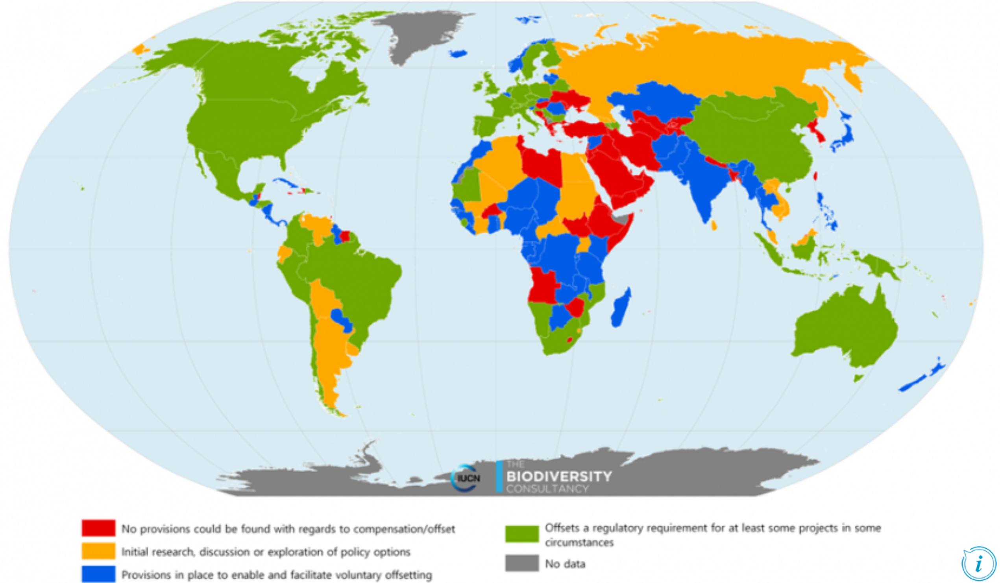 IUCN
THE
BIODIVERSITY
CONSULTANCY
No provisions could be found with regards to compensation/offset
Initial research, discussion or exploration of policy options
Provisions in place to enable and facilitate voluntary offsetting
Offsets a regulatory requirement for at least some projects in some
circumstances
No data
i